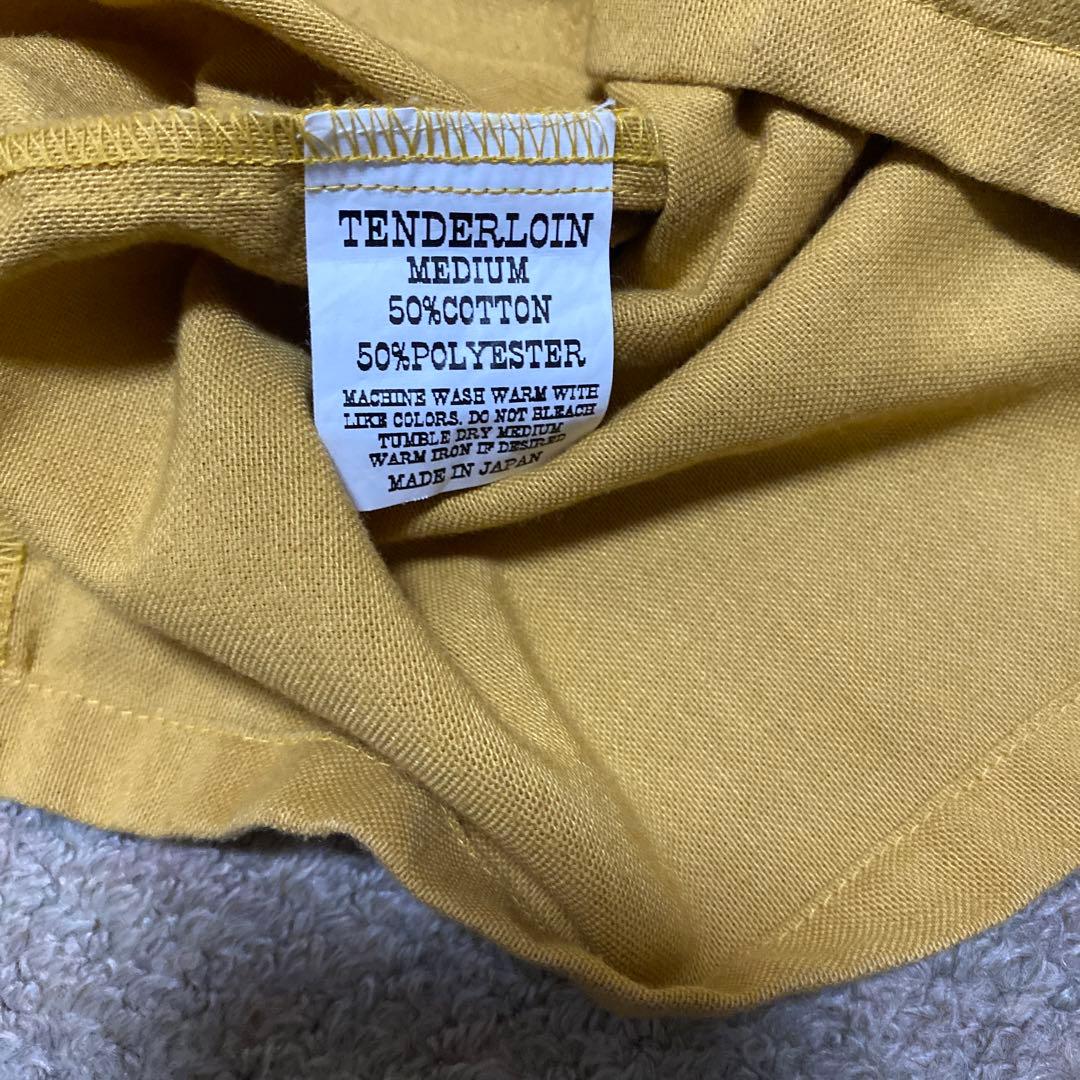 TENDERLOIN
MEDIUM
50%COTTON
50%POLYESTER
MACHINE WASH WARM WITH
LIKE COLORS. DO NOT BLEACH
TUMBLE DRY MEDIUM
WARM IRON IF DESIRED
MADE IN JAPAN